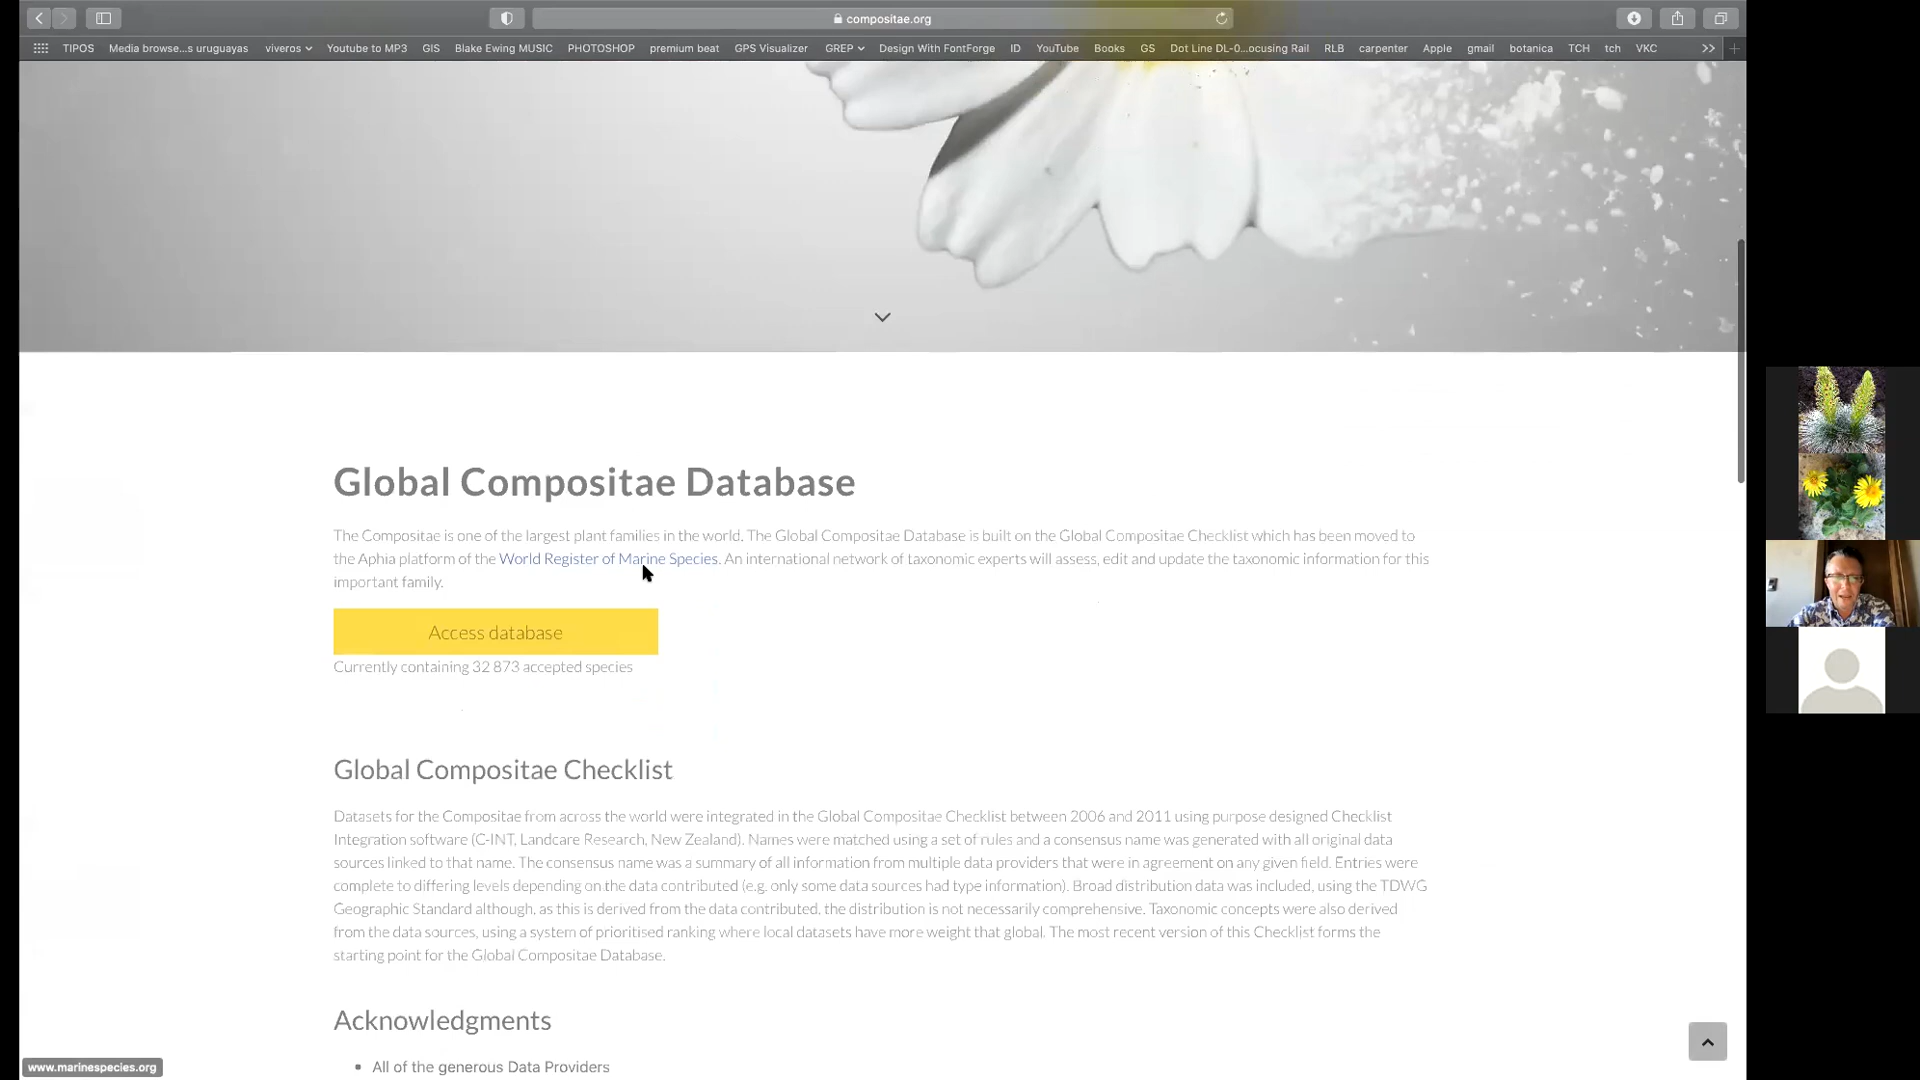 compositae.org
TIPOS Media browse...s uruguayas viveros Youtube to MP3 GIS Blake Ewing MUSIC PHOTOSHOP premium beat GPS Visualizer GREP Design With FontForge ID YouTube Books GS Dot Line DL-0...ocusing Rail RLB carpenter Apple gmail botanica TCH tch VKC
Global Compositae Database
The Compositae is one of the largest plant families in the world. The Global Compositae Database is built on the Global Compositae Checklist which has been moved to
the Aphia platform of the World Register of Marine Species. An international network of taxonomic experts will assess, edit and update the taxonomic information for this
important family.
Access database
Currently containing 32 873 accepted species
Global Compositae Checklist
Datasets for the Compositae from across the world were integrated in the Global Compositae Checklist between 2006 and 2011 using purpose designed Checklist
Integration software (C-INT, Landcare Research, New Zealand). Names were matched using a set of rules and a consensus name was generated with all original data
sources linked to that name. The consensus name was a summary of all information from multiple data providers that were in agreement on any given field. Entries were
complete to differing levels depending on the data contributed (e.g. only some data sources had type information). Broad distribution data was included, using the TDWG
Geographic Standard although, as this is derived from the data contributed, the distribution is not necessarily comprehensive. Taxonomic concepts were also derived
from the data sources, using a system of prioritised ranking where local datasets have more weight that global. The most recent version of this Checklist forms the
starting point for the Global Compositae Database.
Acknowledgments
All of the generous Data Providers
www.marinespecies.org